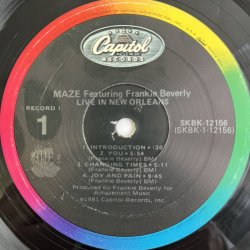 Capitol
RECORDS
MAZE Featuring Frankie Beverly
LIVE IN NEW ORLEANS
RECORD 1
1
SKBK-12156
(SKBK-1-12156)
1. INTRODUCTION • :30
2. YOU • 5:54
(Frankie Beverly) BMI
3. CHANGING TIMES • 5:11
(Frankie Beverly) BMI
4. JOY AND PAIN • 9:45
(Frankie Beverly) BMI
Produced by Frankie Beverly for
Amazement Music
℗1981 Capitol Records, Inc.